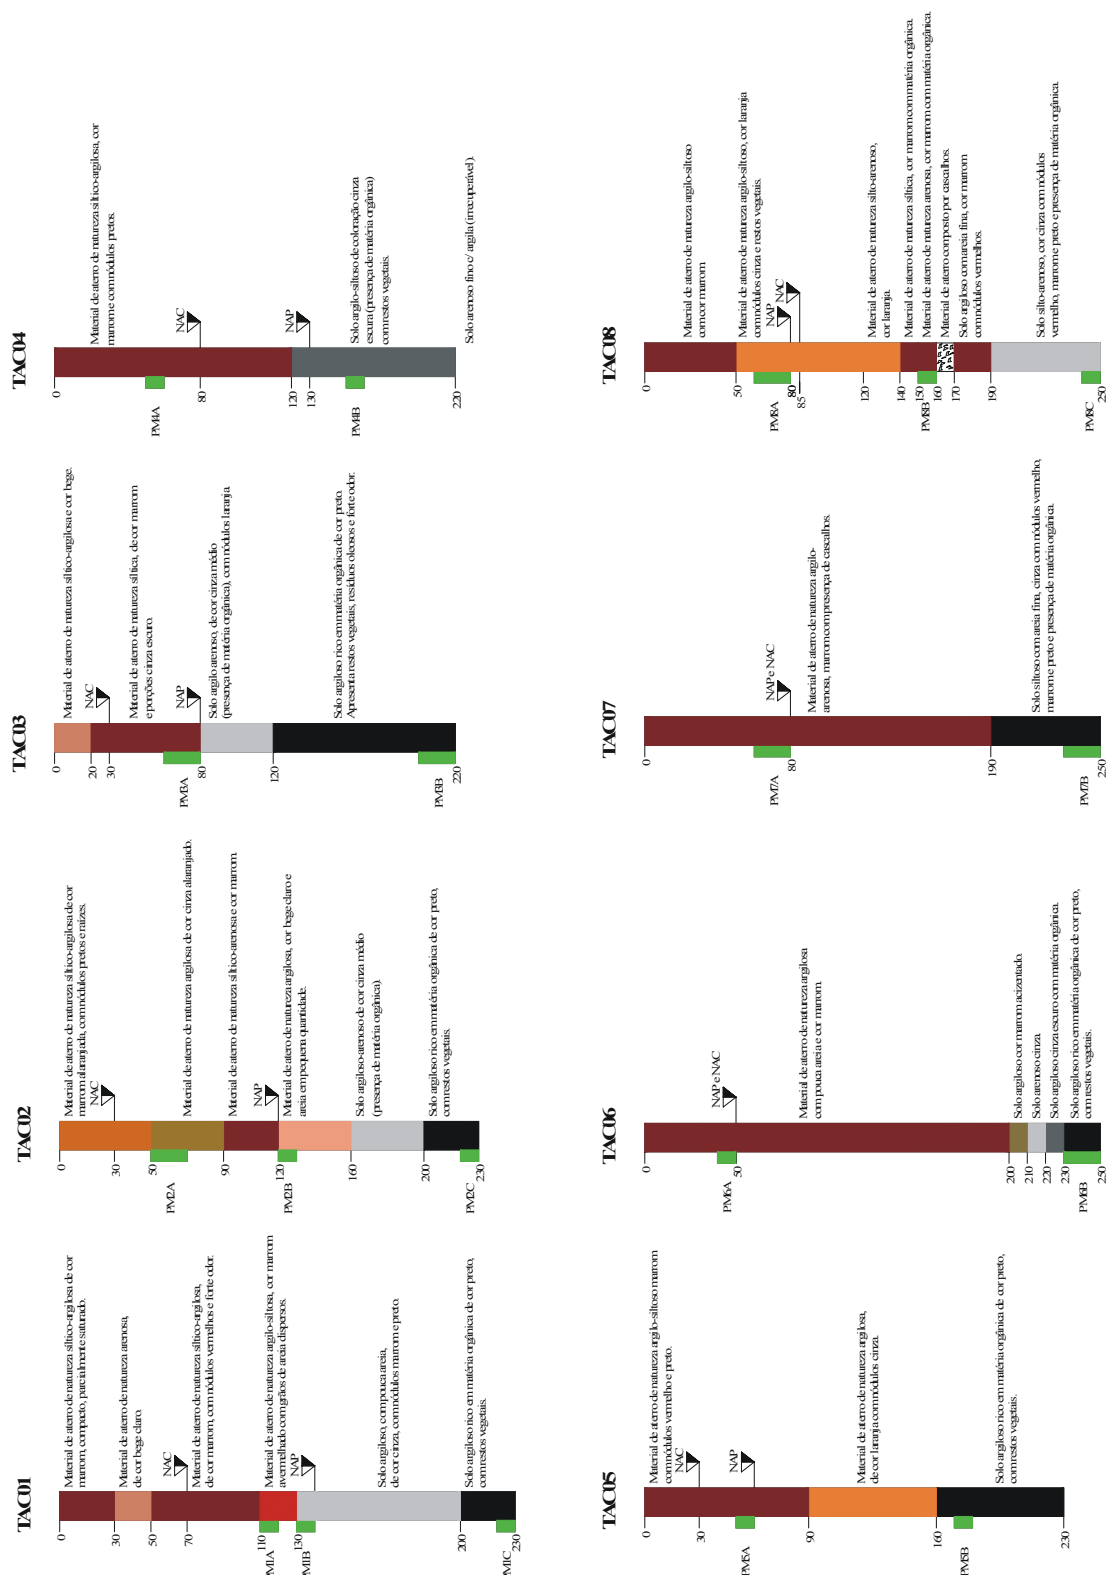 TAC01
0
30
50
70
110
130
200
230
PM1A
PM1B
PM1C
NAC
NAP
Material de aterro de natureza síltico-argilosa de cor
marrom, compacto, parcialmente saturado.
Material de aterro de natureza arenosa,
de cor bege claro.
Material de aterro de natureza síltico-argilosa,
de cor marrom, com nódulos vermelhos e forte odor.
Material de aterro de natureza argilo-siltosa, cor marrom
avermelhado com grãos de areia dispersos.
Solo argiloso, com pouca areia,
de cor cinza, com nódulos marrom e preto.
Solo argiloso rico em matéria orgânica de cor preto,
com restos vegetais.
TAC02
0
30
50
90
120
160
200
230
PM2A
PM2B
PM2C
NAC
NAP
Material de aterro de natureza síltico-argilosa de cor
marrom alaranjada, com nódulos pretos e raízes.
Material de aterro de natureza argilosa de cor cinza alaranjado.
Material de aterro de natureza síltico-arenosa e cor marrom.
Material de aterro de natureza argilosa, cor bege claro e
areia em pequena quantidade.
Solo argiloso-arenoso de cor cinza médio
(presença de matéria orgânica).
Solo argiloso rico em matéria orgânica de cor preto,
com restos vegetais.
TAC03
0
20
30
80
120
220
PM3A
PM3B
NAC
NAP
Material de aterro de natureza síltico-argilosa e cor bege.
Material de aterro de natureza síltica, de cor marrom
e porções cinza escuro.
Solo argilo arenoso, de cor cinza médio
(presença de matéria orgânica), com nódulos laranja.
Solo argiloso rico em matéria orgânica de cor preto.
Apresenta restos vegetais, resíduos oleosos e forte odor.
TAC04
0
80
120
130
220
PM4A
PM4B
NAC
NAP
Material de aterro de natureza síltico-argilosa, cor
marrom e com nódulos pretos.
Solo argilo-siltoso de coloração cinza
escura (presença de matéria orgânica)
com restos vegetais.
Solo arenoso fino c/ argila (irrecuperável).
TAC05
0
30
90
160
230
PM5A
PM5B
NAC
NAP
Material de aterro de natureza argilo-siltoso marrom
com nódulos vermelho e preto.
Material de aterro de natureza argilosa,
de cor laranja com nódulos cinza.
Solo argiloso rico em matéria orgânica de cor preto,
com restos vegetais.
TAC06
0
50
200
210
220
230
250
PM6A
PM6B
NAP e NAC
Material de aterro de natureza argilosa
com pouca areia e cor marrom.
Solo argiloso cor marrom acizentado.
Solo arenoso cinza.
Solo argiloso cinza escuro com matéria orgânica.
Solo argiloso rico em matéria orgânica de cor preto,
com restos vegetais.
TAC07
0
80
190
250
PM7A
PM7B
NAP e NAC
Material de aterro de natureza argilo-
arenosa, marrom com presença de cascalhos.
Solo siltoso com areia fina, cinza com nódulos vermelho,
marrom e preto e presença de matéria orgânica.
TAC08
0
50
80
85
120
140
150
160
170
190
250
PM8A
PM8B
PM8C
NAP
NAC
Material de aterro de natureza argilo-siltoso
com cor marrom.
Material de aterro de natureza argilo-siltoso, cor laranja
com nódulos cinza e restos vegetais.
Material de aterro de natureza silto-arenoso,
cor laranja.
Material de aterro de natureza síltica, cor marrom com matéria orgânica.
Material de aterro de natureza arenosa, cor marrom com matéria orgânica.
Material de aterro composto por cascalhos.
Solo argiloso com areia fina, cor marrom
com nódulos vermelhos.
Solo silto-arenoso, cor cinza com nódulos
vermelho, marrom e preto e presença de matéria orgânica.